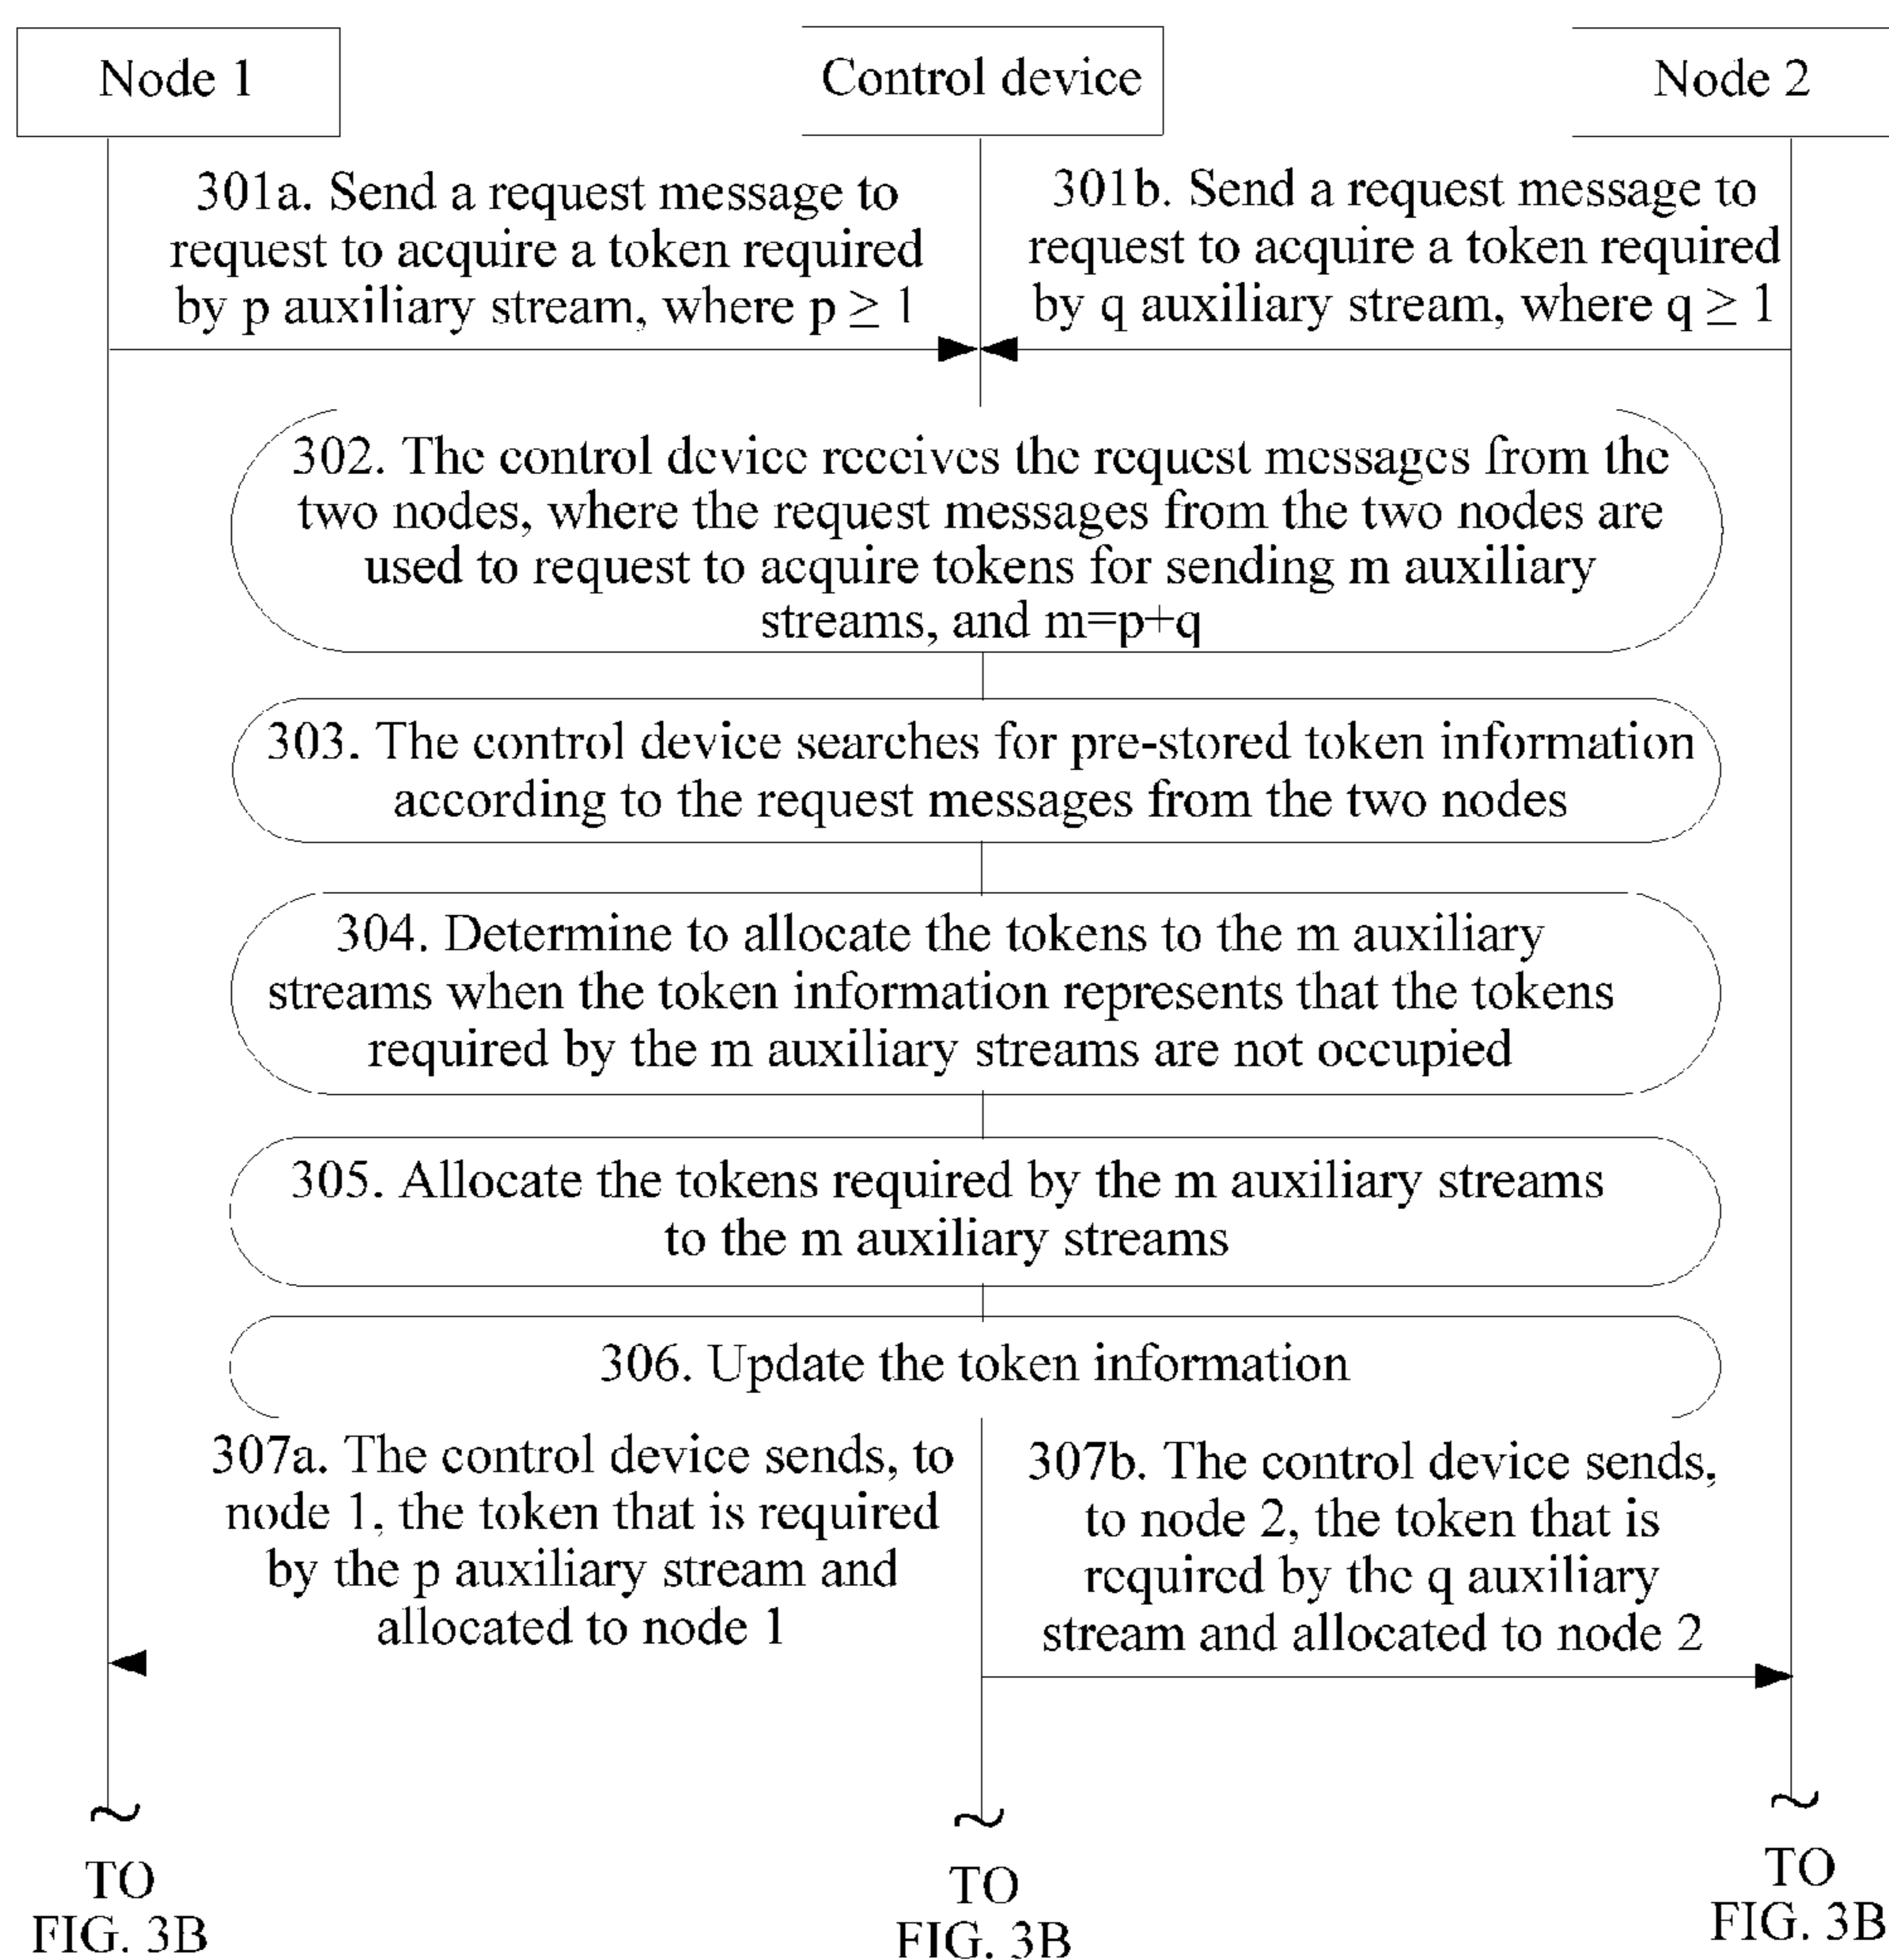 Node 1
Control device
Node 2
301a. Send a request message to
request to acquire a token required
by p auxiliary stream, where p ≥ 1
301b. Send a request message to
request to acquire a token required
by q auxiliary stream, where q ≥ 1
302. The control device receives the request messages from the
two nodes, where the request messages from the two nodes are
used to request to acquire tokens for sending m auxiliary
streams, and m=p+q
303. The control device searches for pre-stored token information
according to the request messages from the two nodes
304. Determine to allocate the tokens to the m auxiliary
streams when the token information represents that the tokens
required by the m auxiliary streams are not occupied
305. Allocate the tokens required by the m auxiliary streams
to the m auxiliary streams
306. Update the token information
307a. The control device sends, to
node 1, the token that is required
by the p auxiliary stream and
allocated to node 1
307b. The control device sends,
to node 2, the token that is
required by the q auxiliary
stream and allocated to node 2
TO
FIG. 3B
TO
FIG. 3B
TO
FIG. 3B